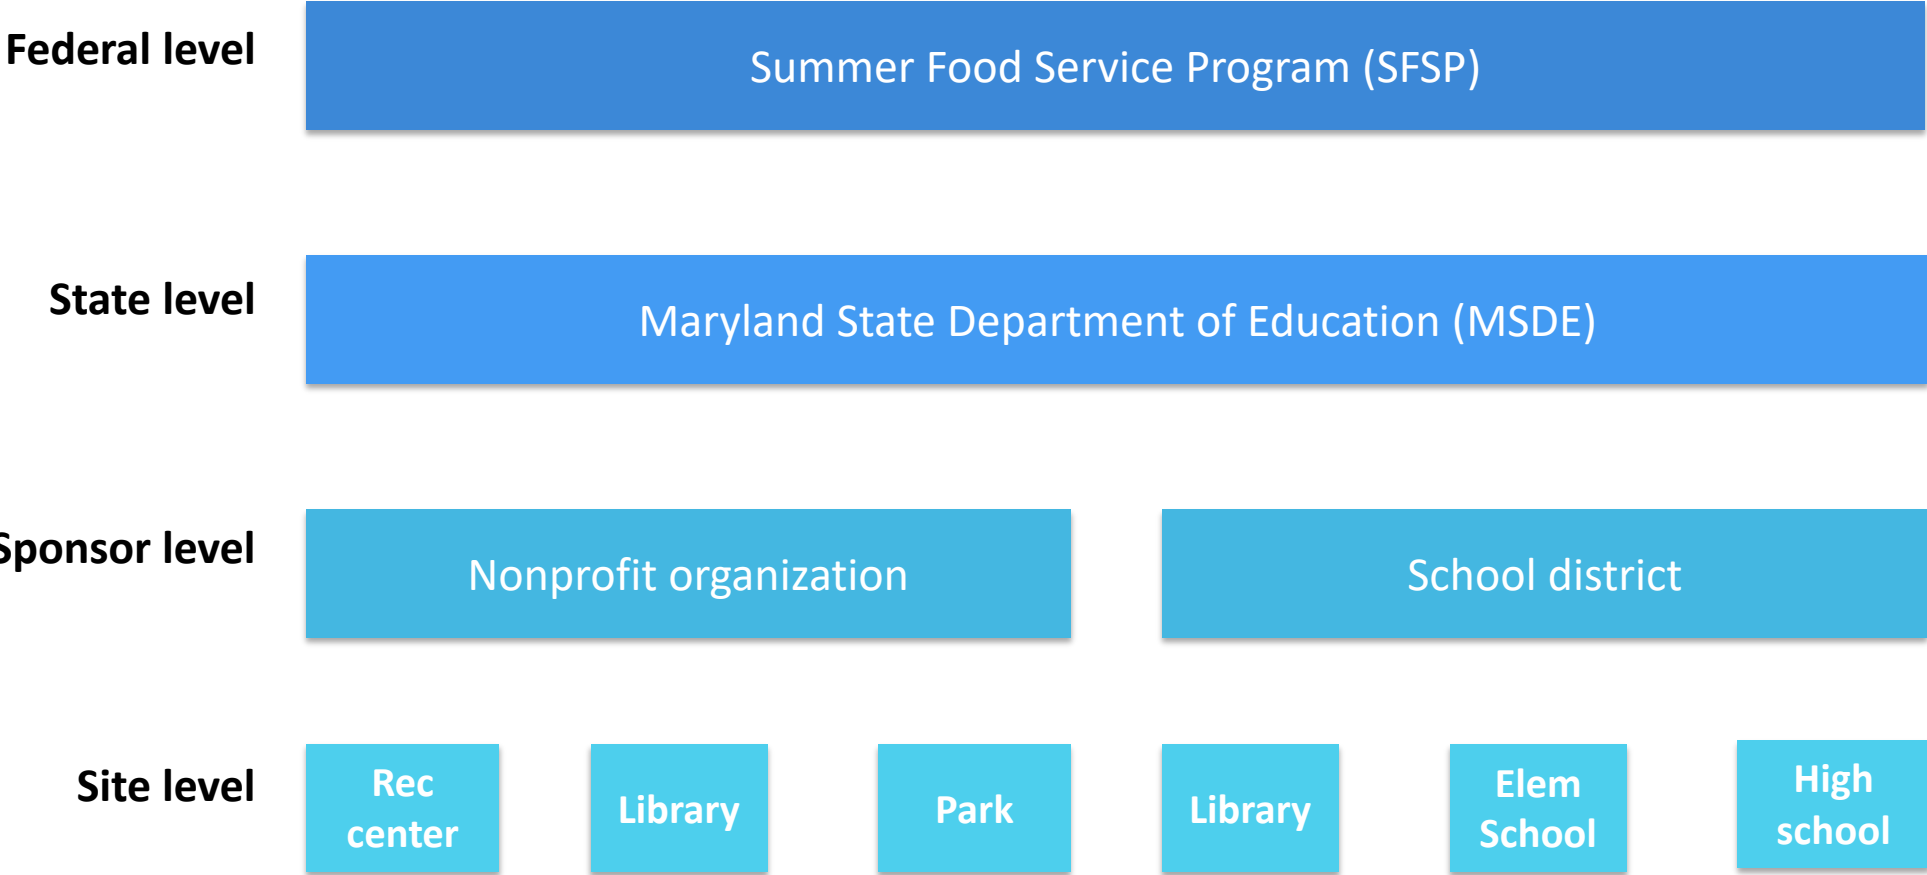 Federal level
Summer Food Service Program (SFSP)
State level
Maryland State Department of Education (MSDE)
Sponsor level
Nonprofit organization
School district
Site level
Rec
center
Library
Park
Library
Elem
School
High
school